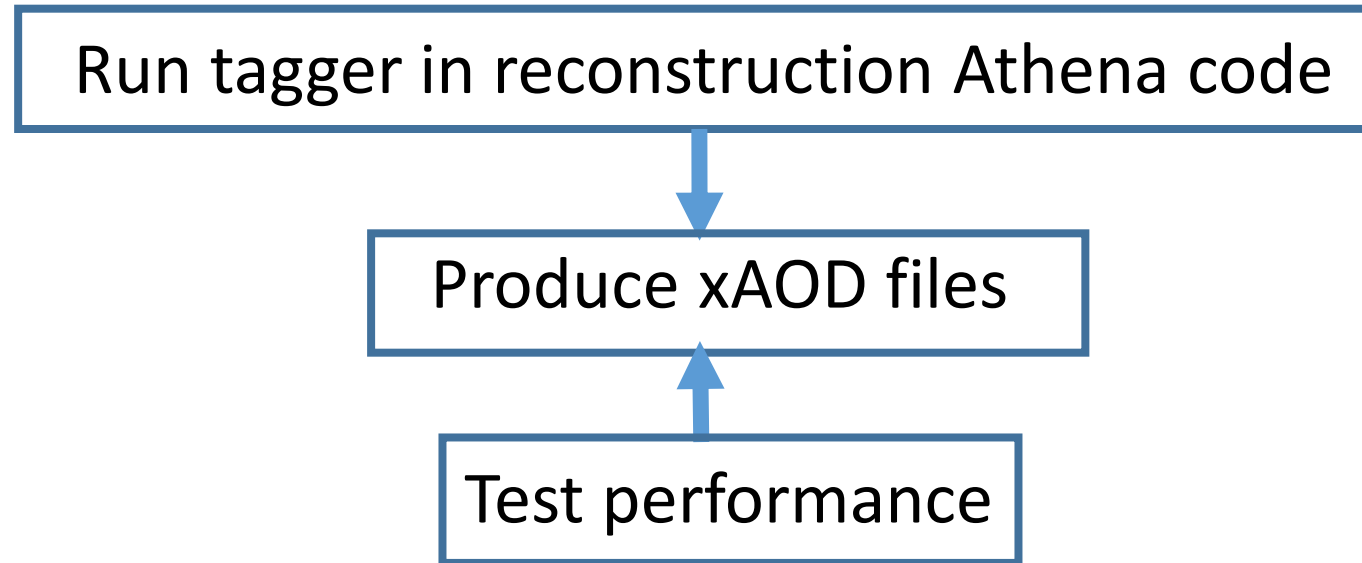 Run tagger in reconstruction Athena code
Produce xAOD files
Test performance